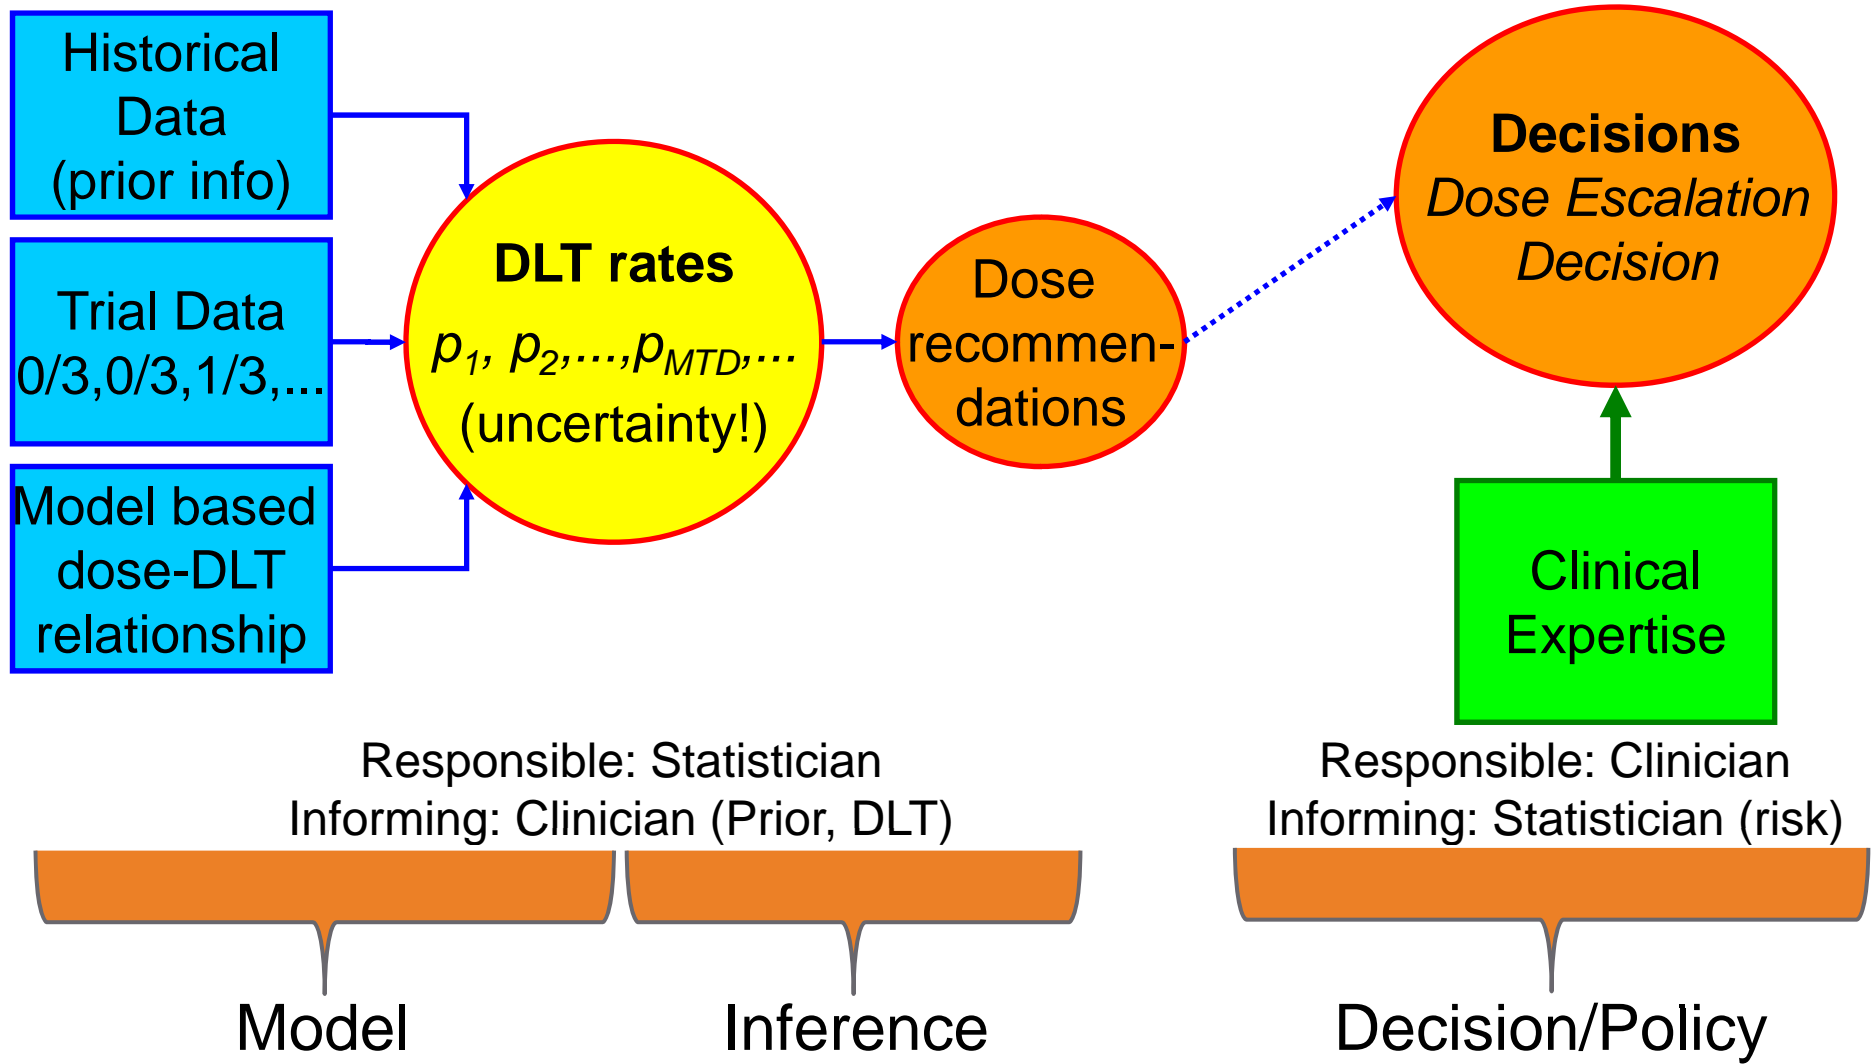 Historical
Data
(prior info)
Trial Data
0/3,0/3,1/3,...
Model based
dose-DLT
relationship
DLT rates
p1, p2,...,pMTD,...
(uncertainty!)
Dose
recommen-
dations
Decisions
Dose Escalation
Decision
Clinical
Expertise
Responsible: Statistician
Informing: Clinician (Prior, DLT)
Responsible: Clinician
Informing: Statistician (risk)
Model
Inference
Decision/Policy